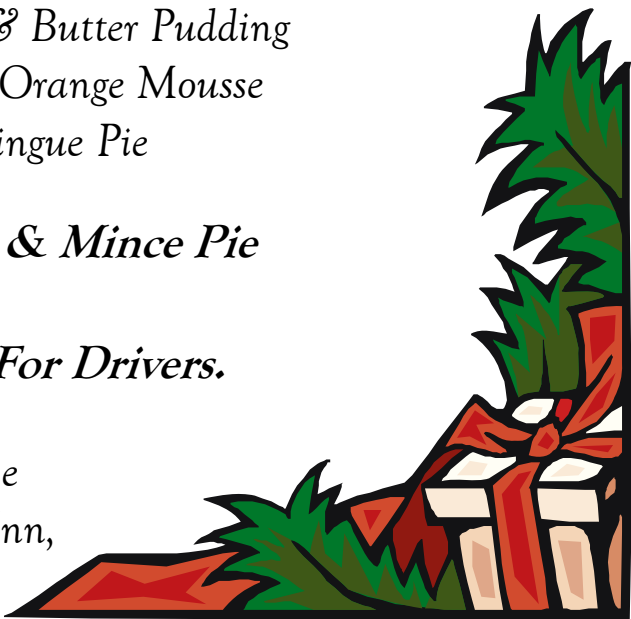 & Butter Pudding
Orange Mousse
ingue Pie
& Mince Pie
For Drivers.
e
nn,